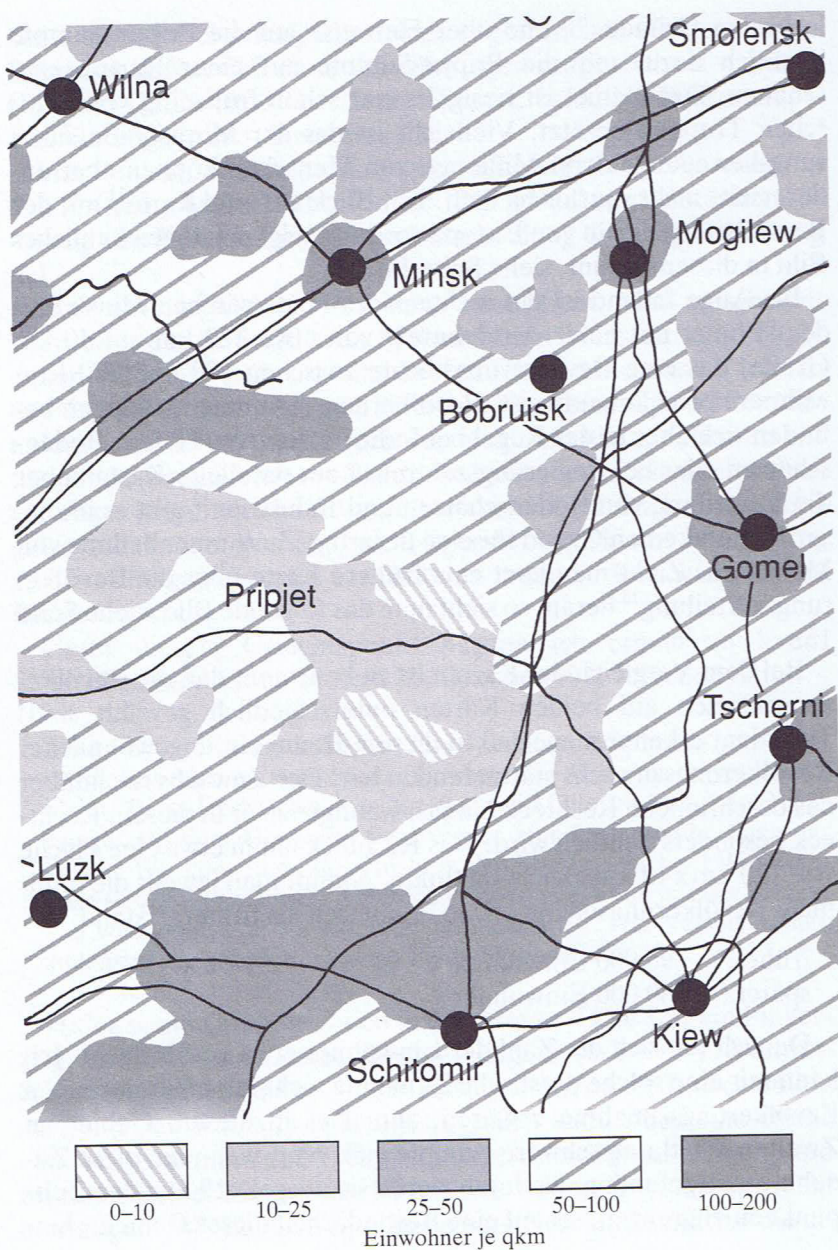 Smolensk
Wilna
Mogilew
Minsk
Bobruisk
Gomel
Pripjet
Tscherni
Luzk
Kiew
Schitomir
0–10
10–25
25–50
50–100
100–200
Einwohner je qkm